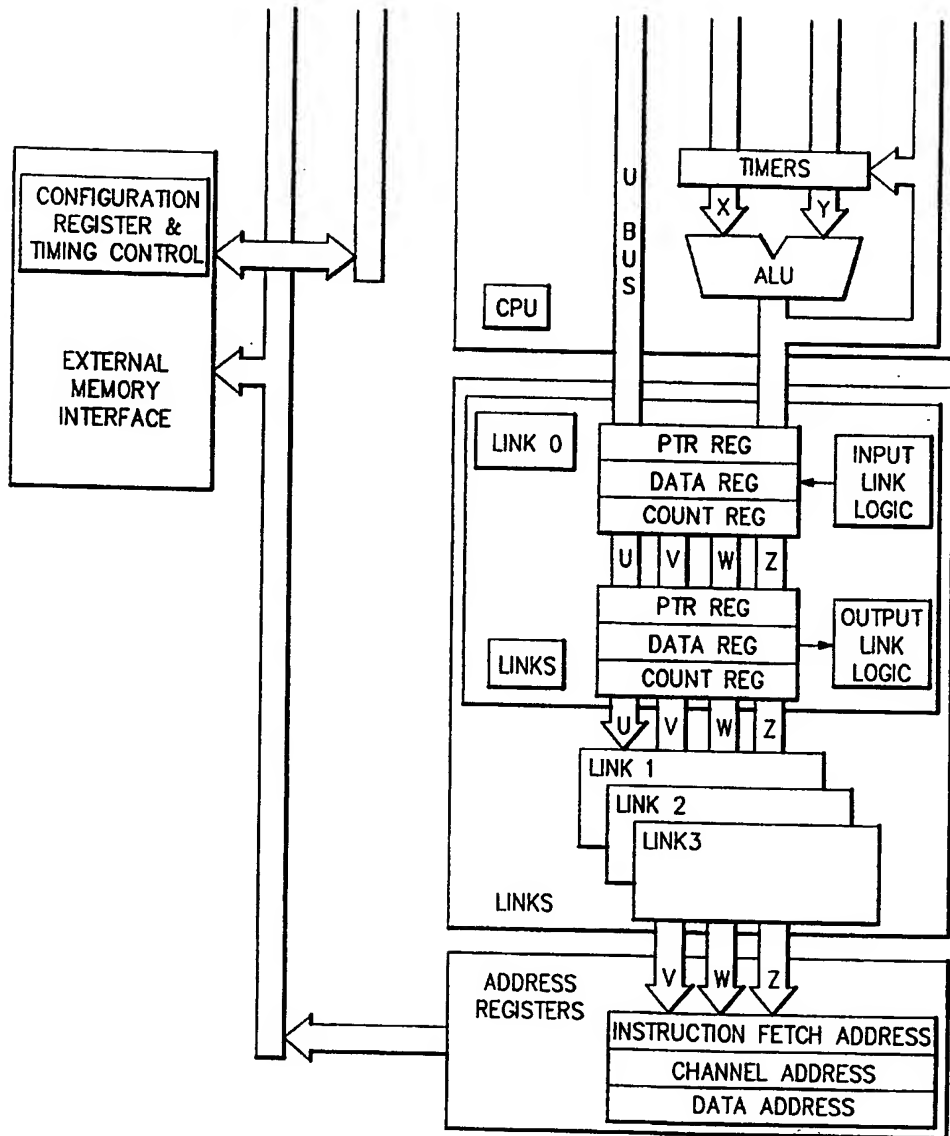 CONFIGURATION
REGISTER &
TIMING CONTROL
EXTERNAL
MEMORY
INTERFACE
U BUS
TIMERS
X
Y
ALU
CPU
LINK 0
PTR REG
DATA REG
COUNT REG
INPUT
LINK
LOGIC
U
V
W
Z
PTR REG
DATA REG
COUNT REG
OUTPUT
LINK
LOGIC
LINKS
U
V
W
Z
LINK 1
LINK 2
LINK3
LINKS
V
W
Z
ADDRESS
REGISTERS
INSTRUCTION FETCH ADDRESS
CHANNEL ADDRESS
DATA ADDRESS